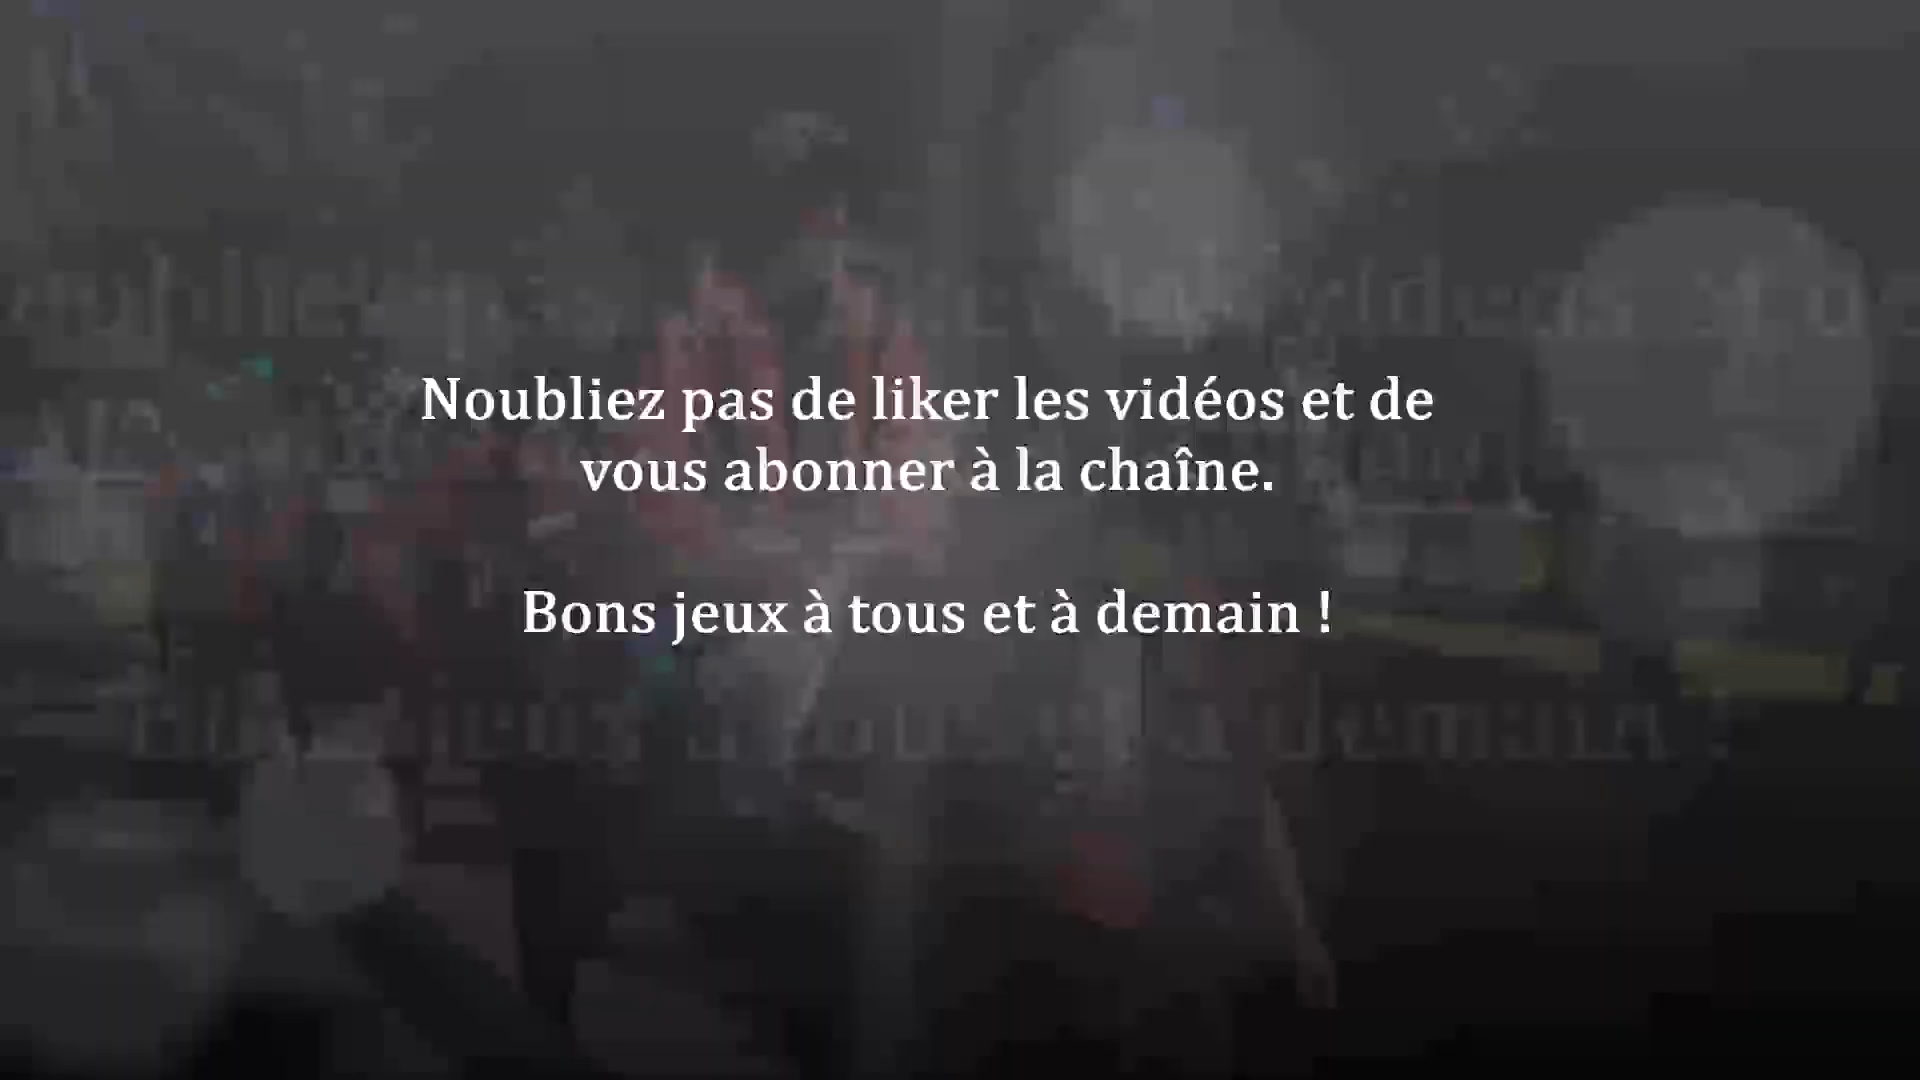 Noubliez pas de liker les vidéos et de
vous abonner à la chaîne.
Bons jeux à tous et à demain !